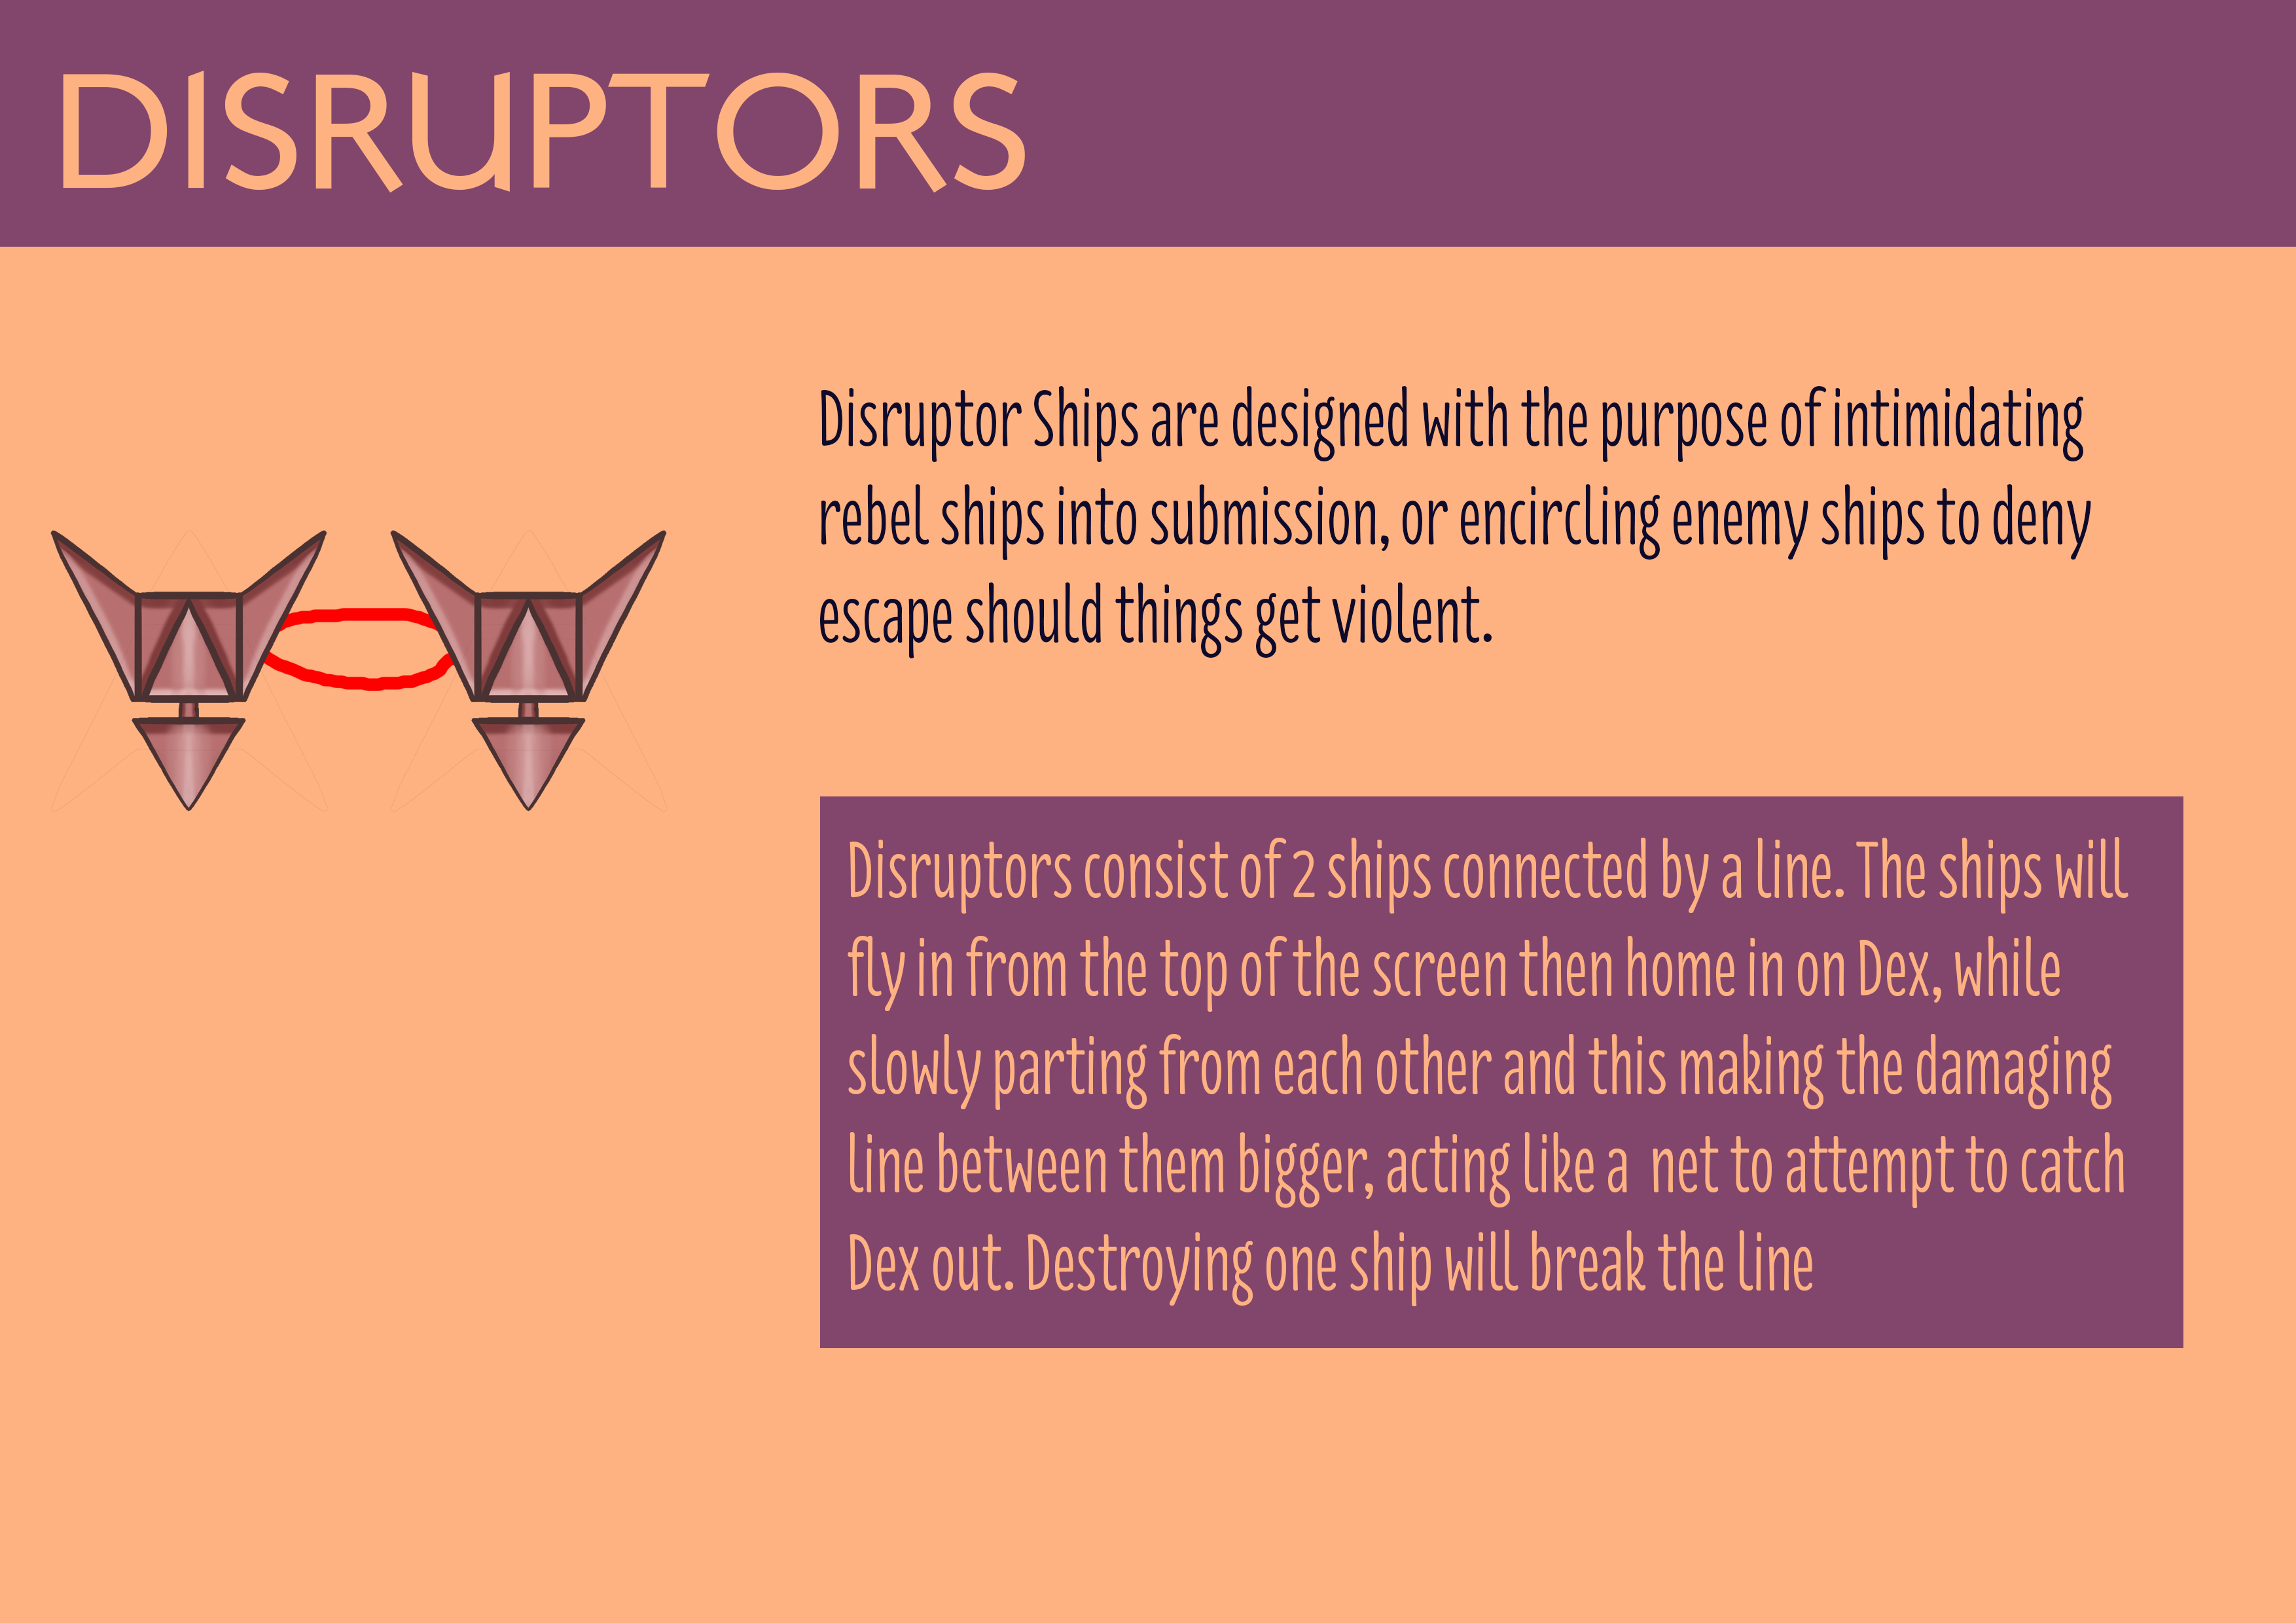 DISRUPTORS
Disruptor Ships are designed with the purpose of intimidating
rebel ships into submission, or encircling enemy ships to deny
escape should things get violent.
Disruptors consist of 2 ships connected by a line. The ships will
fly in from the top of the screen then home in on Dex, while
slowly parting from each other and this making the damaging
line between them bigger, acting like a  net to attempt to catch
Dex out. Destroying one ship will break the line